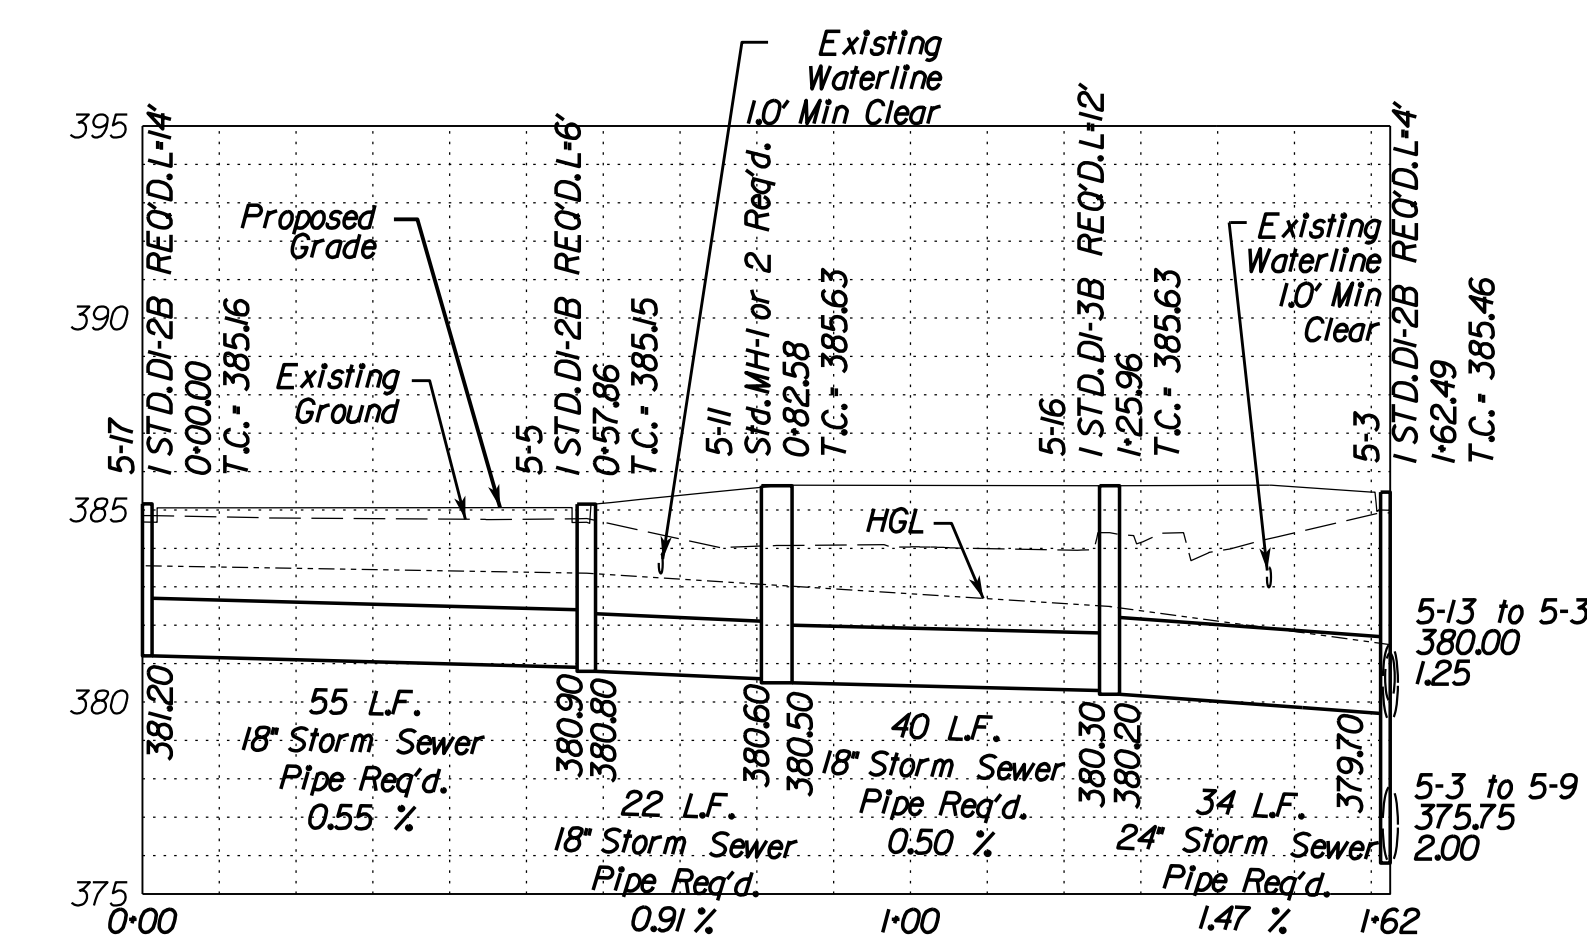 Existing
Waterline
1.0' Min Clear
395
390
385
380
375
Proposed
Grade
Existing
Ground
Existing
Waterline
1.0' Min
Clear
HGL
5-17
1 STD. DI-2B REQ'D. L=14'
0+00.00
T.C. = 385.16
5-5
1 STD. DI-2B REQ'D. L=6'
0+57.86
T.C. = 385.15
5-11
Std. MH-1 or 2 Req'd.
0+82.58
T.C. = 385.63
5-16
1 STD. DI-3B REQ'D. L=12'
1+25.96
T.C. = 385.63
5-3
1 STD. DI-2B REQ'D. L=4'
1+62.49
T.C. = 385.46
381.20
55 L.F.
18" Storm Sewer
Pipe Req'd.
0.55 %
380.90
380.80
22 L.F.
18" Storm Sewer
Pipe Req'd.
0.91 %
380.60
380.50
40 L.F.
18" Storm Sewer
Pipe Req'd.
0.50 %
380.30
380.20
34 L.F.
24" Storm Sewer
Pipe Req'd.
1.47 %
379.70
5-13 to 5-3
380.00
1.25
5-3 to 5-9
375.75
2.00
0+00
1+00
1+62